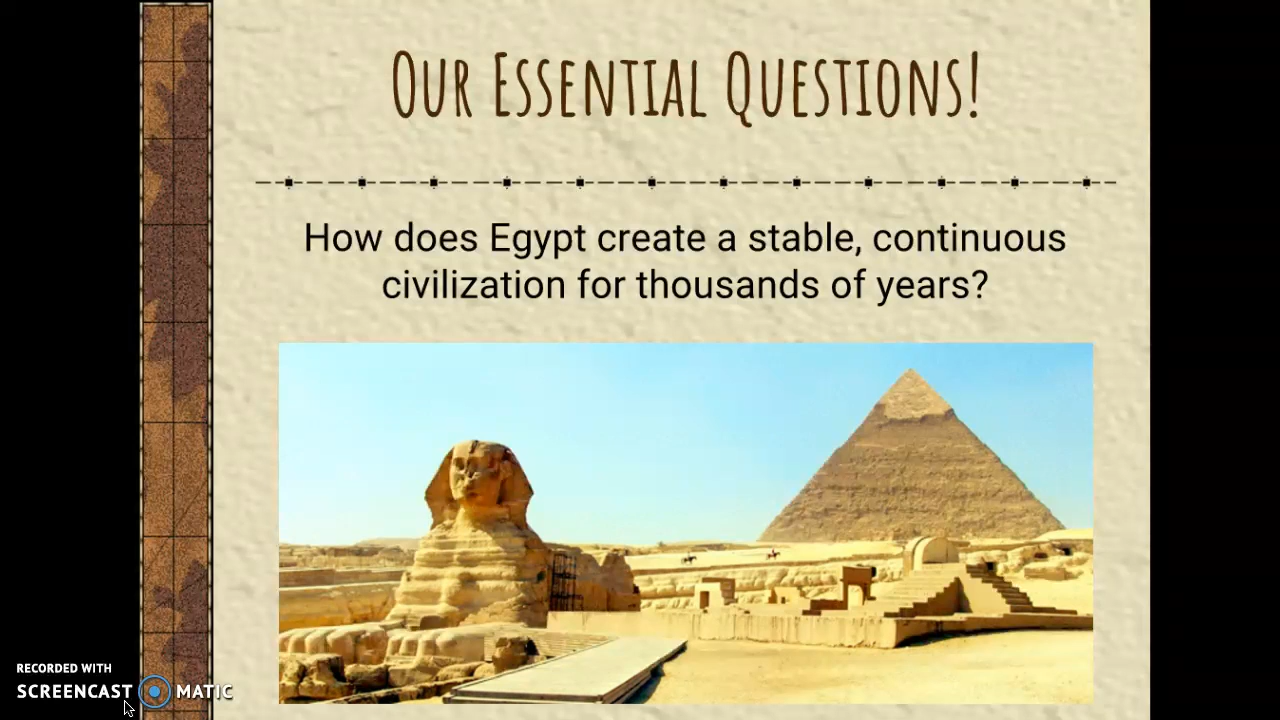 Our Essential Questions!
How does Egypt create a stable, continuous
civilization for thousands of years?
RECORDED WITH
SCREENCAST MATIC